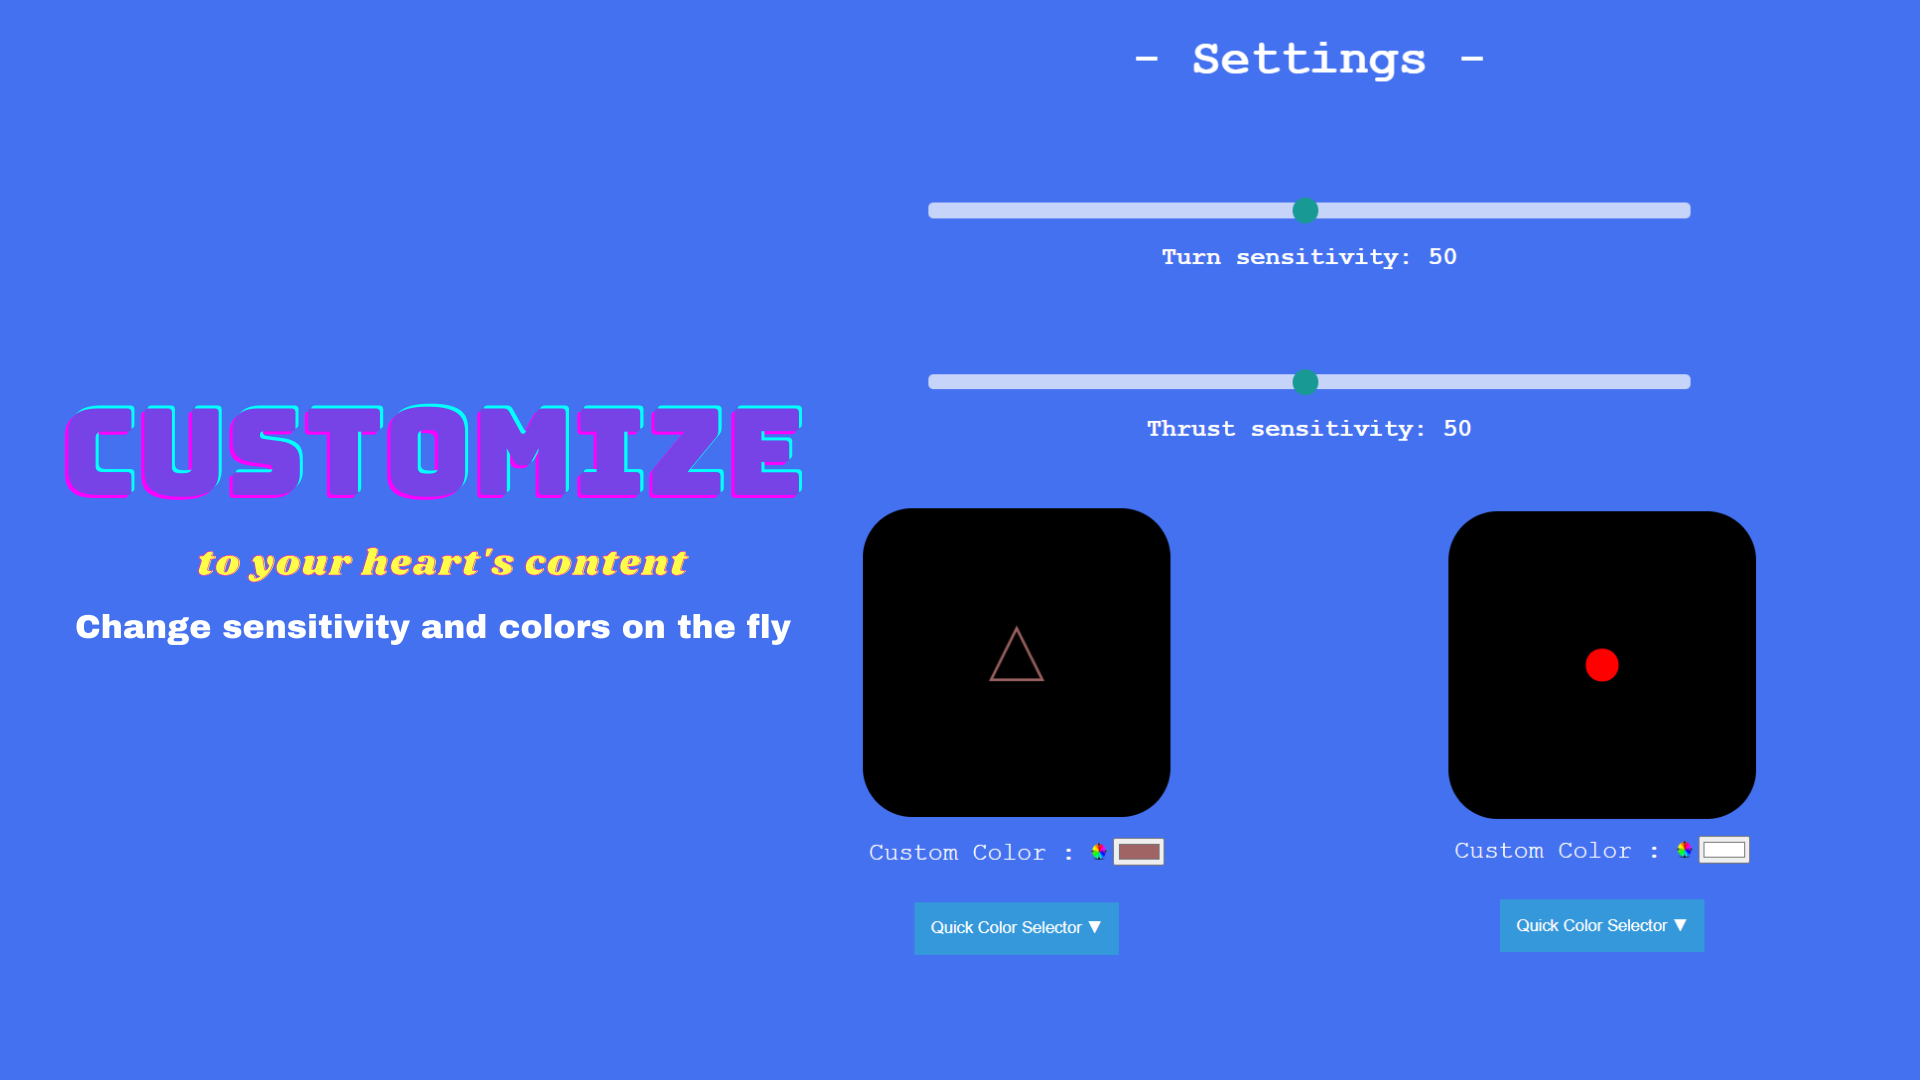 CUSTOMIZE
to your heart's content
Change sensitivity and colors on the fly
- Settings -
Turn sensitivity: 50
Thrust sensitivity: 50
Custom Color :
Quick Color Selector ▼
Custom Color :
Quick Color Selector ▼